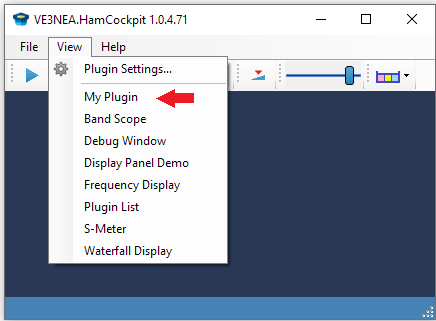 VE3NEA.HamCockpit 1.0.4.71
File View Help
Plugin Settings...
My Plugin
Band Scope
Debug Window
Display Panel Demo
Frequency Display
Plugin List
S-Meter
Waterfall Display